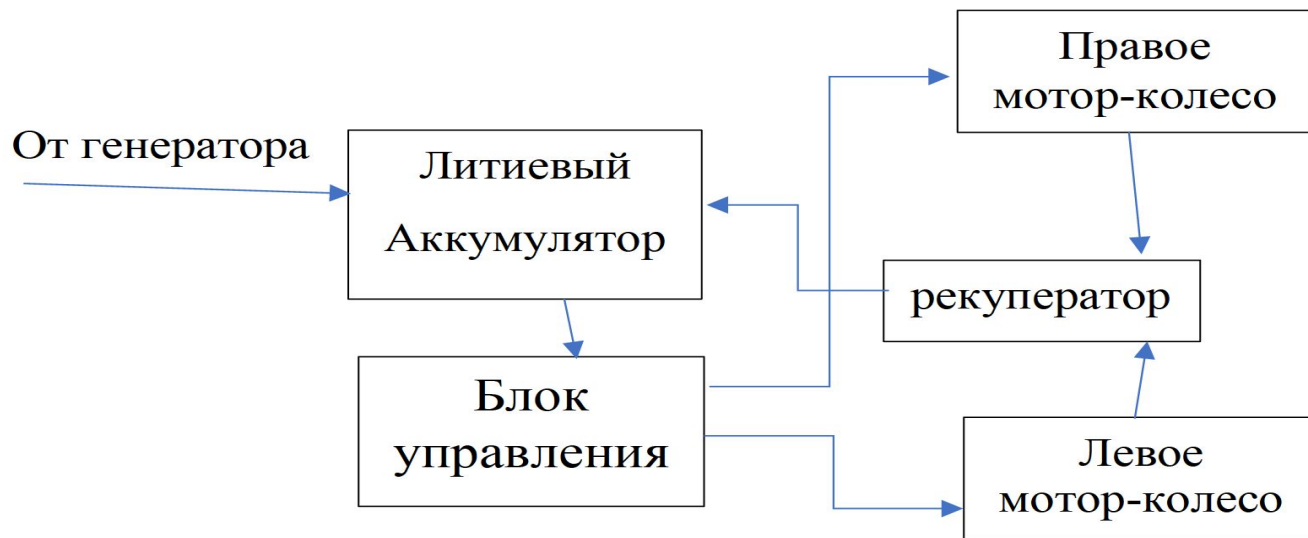 Правое
мотор-колесо
От генератора
Литиевый
Аккумулятор
рекуператор
Блок
управления
Левое
мотор-колесо